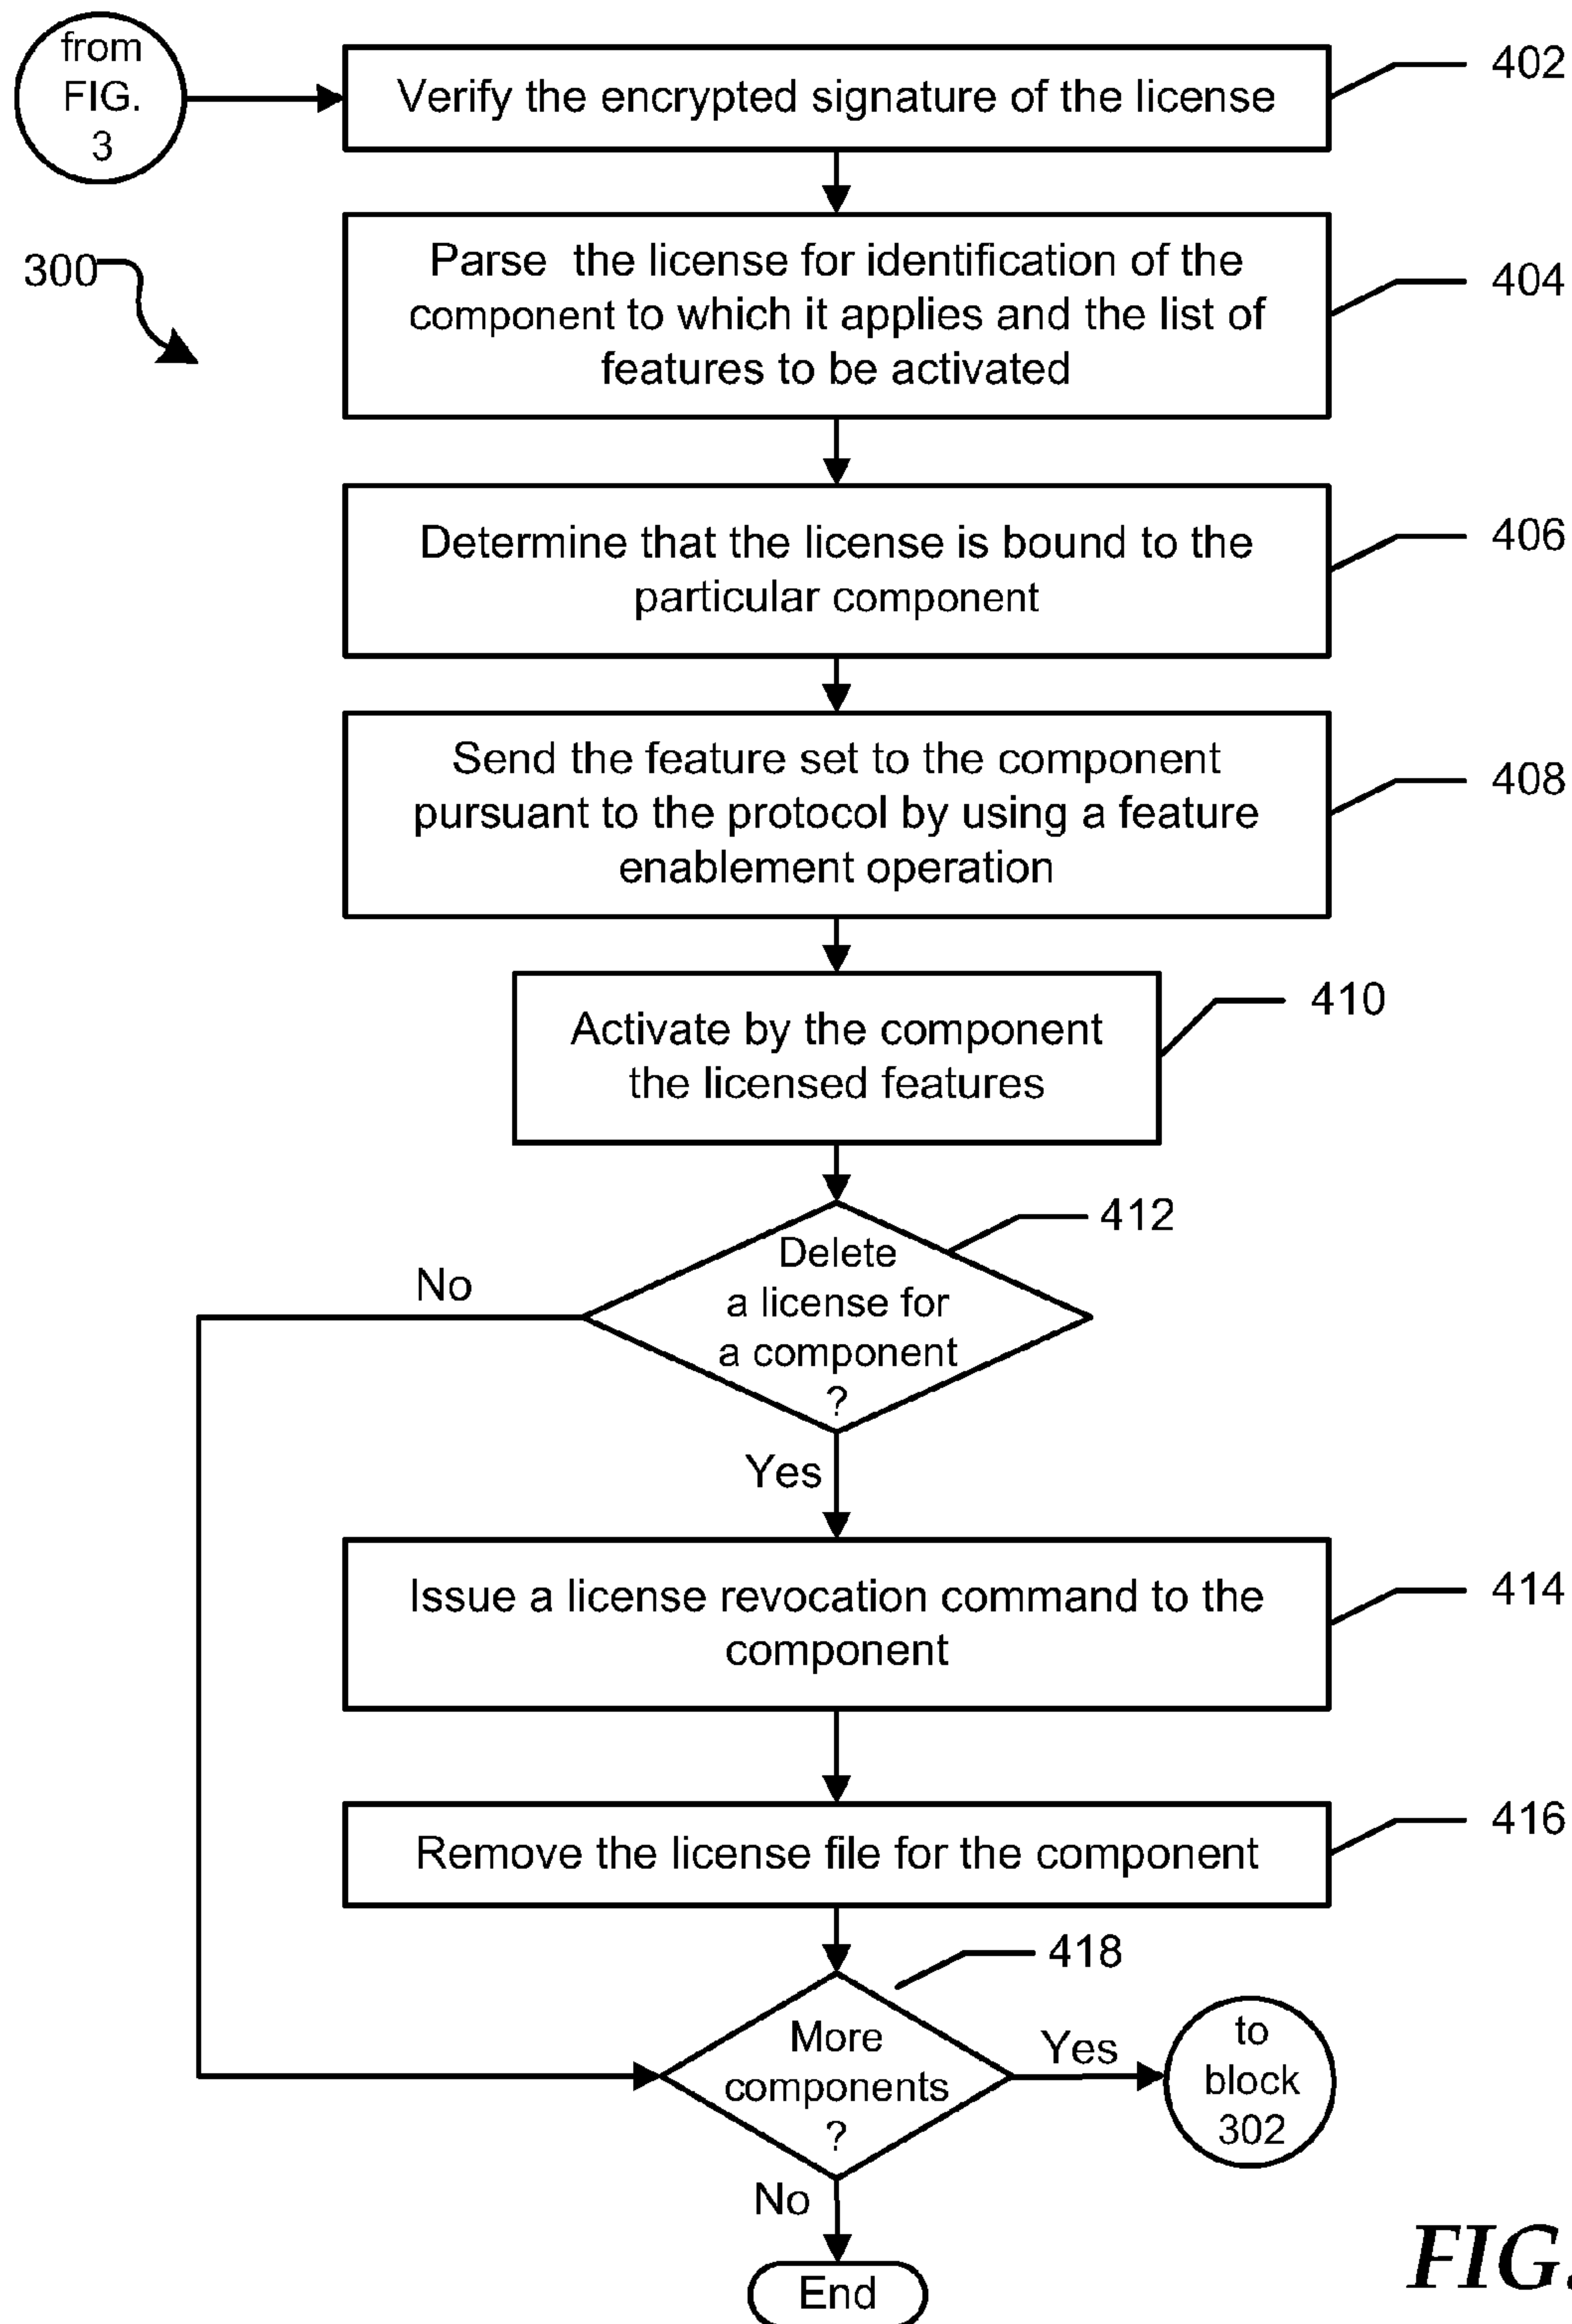 from
FIG.
3
Verify the encrypted signature of the license
402
300
Parse the license for identification of the
component to which it applies and the list of
features to be activated
404
Determine that the license is bound to the
particular component
406
Send the feature set to the component
pursuant to the protocol by using a feature
enablement operation
408
Activate by the component
the licensed features
410
412
Delete
a license for
a component
?
No
Yes
Issue a license revocation command to the
component
414
Remove the license file for the component
416
418
More
components
?
Yes
to
block
302
No
End
FIG.